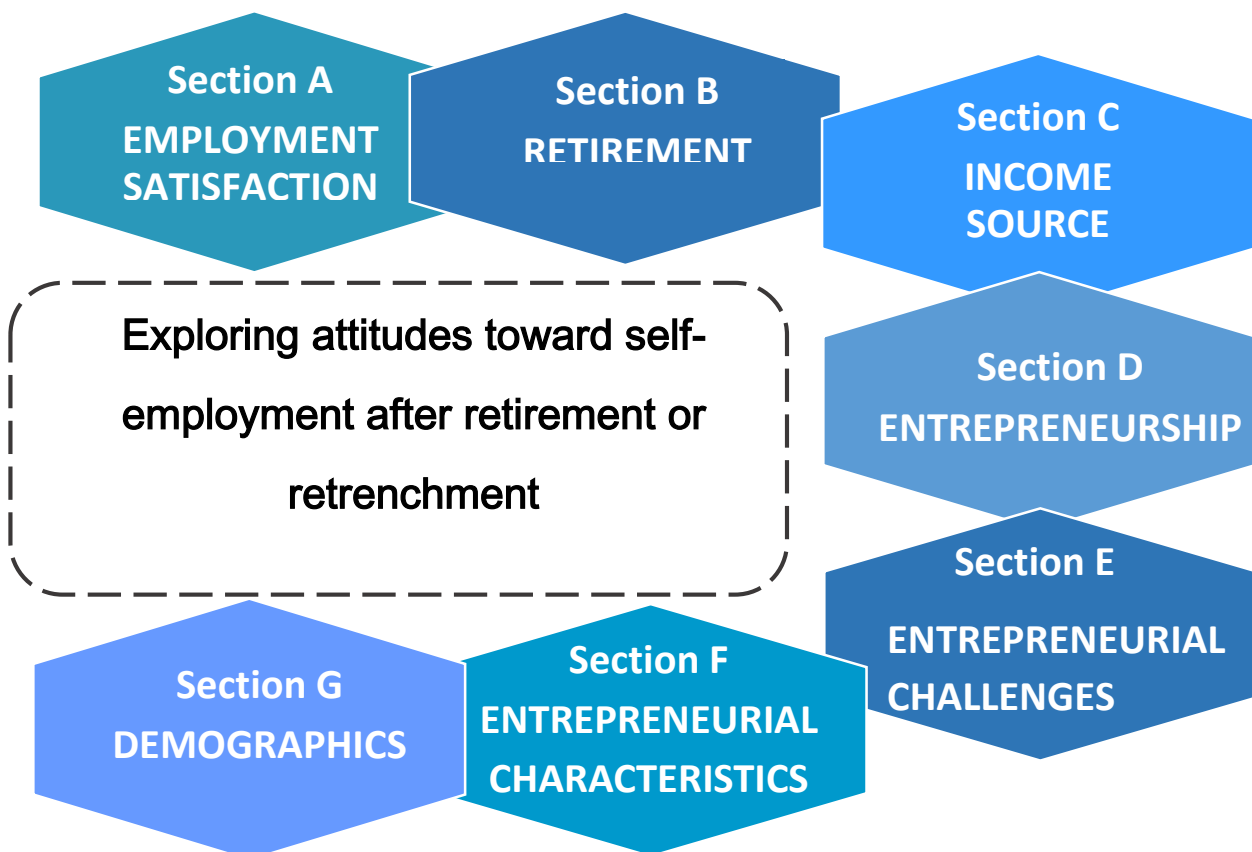 Section A
EMPLOYMENT
SATISFACTION
Section B
RETIREMENT
Section C
INCOME
SOURCE
Exploring attitudes toward self-
employment after retirement or
retrenchment
Section D
ENTREPRENEURSHIP
Section E
ENTREPRENEURIAL
CHALLENGES
Section F
ENTREPRENEURIAL
CHARACTERISTICS
Section G
DEMOGRAPHICS